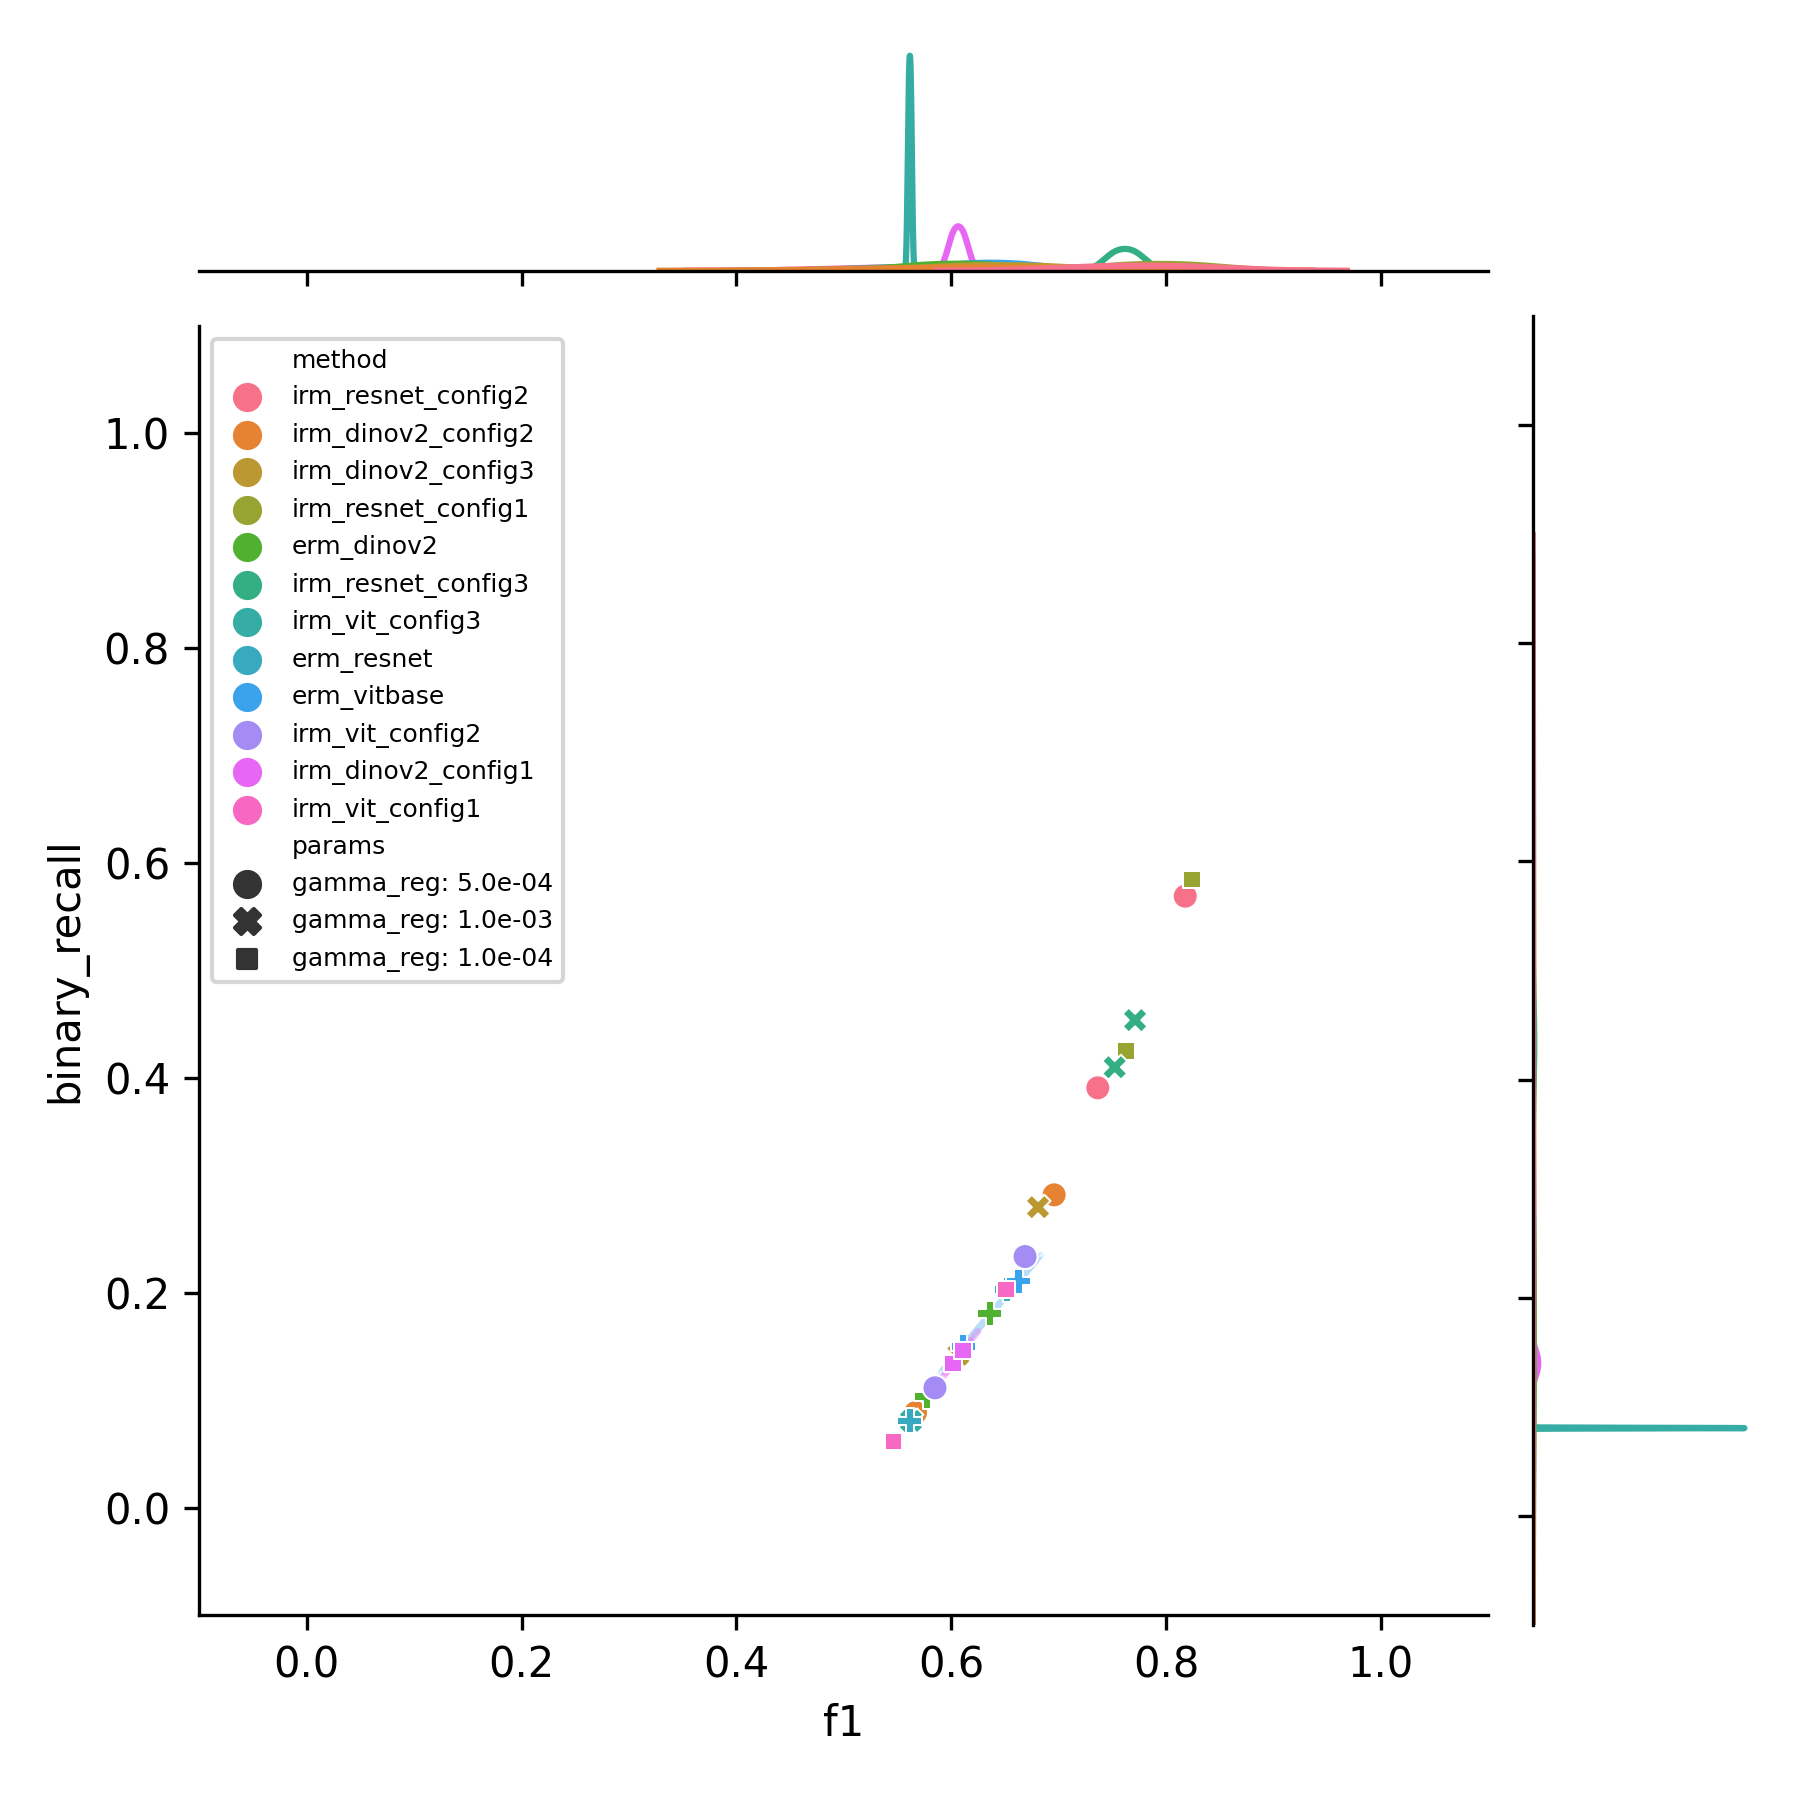 method
irm_resnet_config2
irm_dinov2_config2
irm_dinov2_config3
irm_resnet_config1
erm_dinov2
irm_resnet_config3
irm_vit_config3
erm_resnet
erm_vitbase
irm_vit_config2
irm_dinov2_config1
irm_vit_config1
params
gamma_reg: 5.0e-04
gamma_reg: 1.0e-03
gamma_reg: 1.0e-04
1.0
0.8
0.6
0.4
0.2
0.0
binary_recall
0.0 0.2 0.4 0.6 0.8 1.0
f1